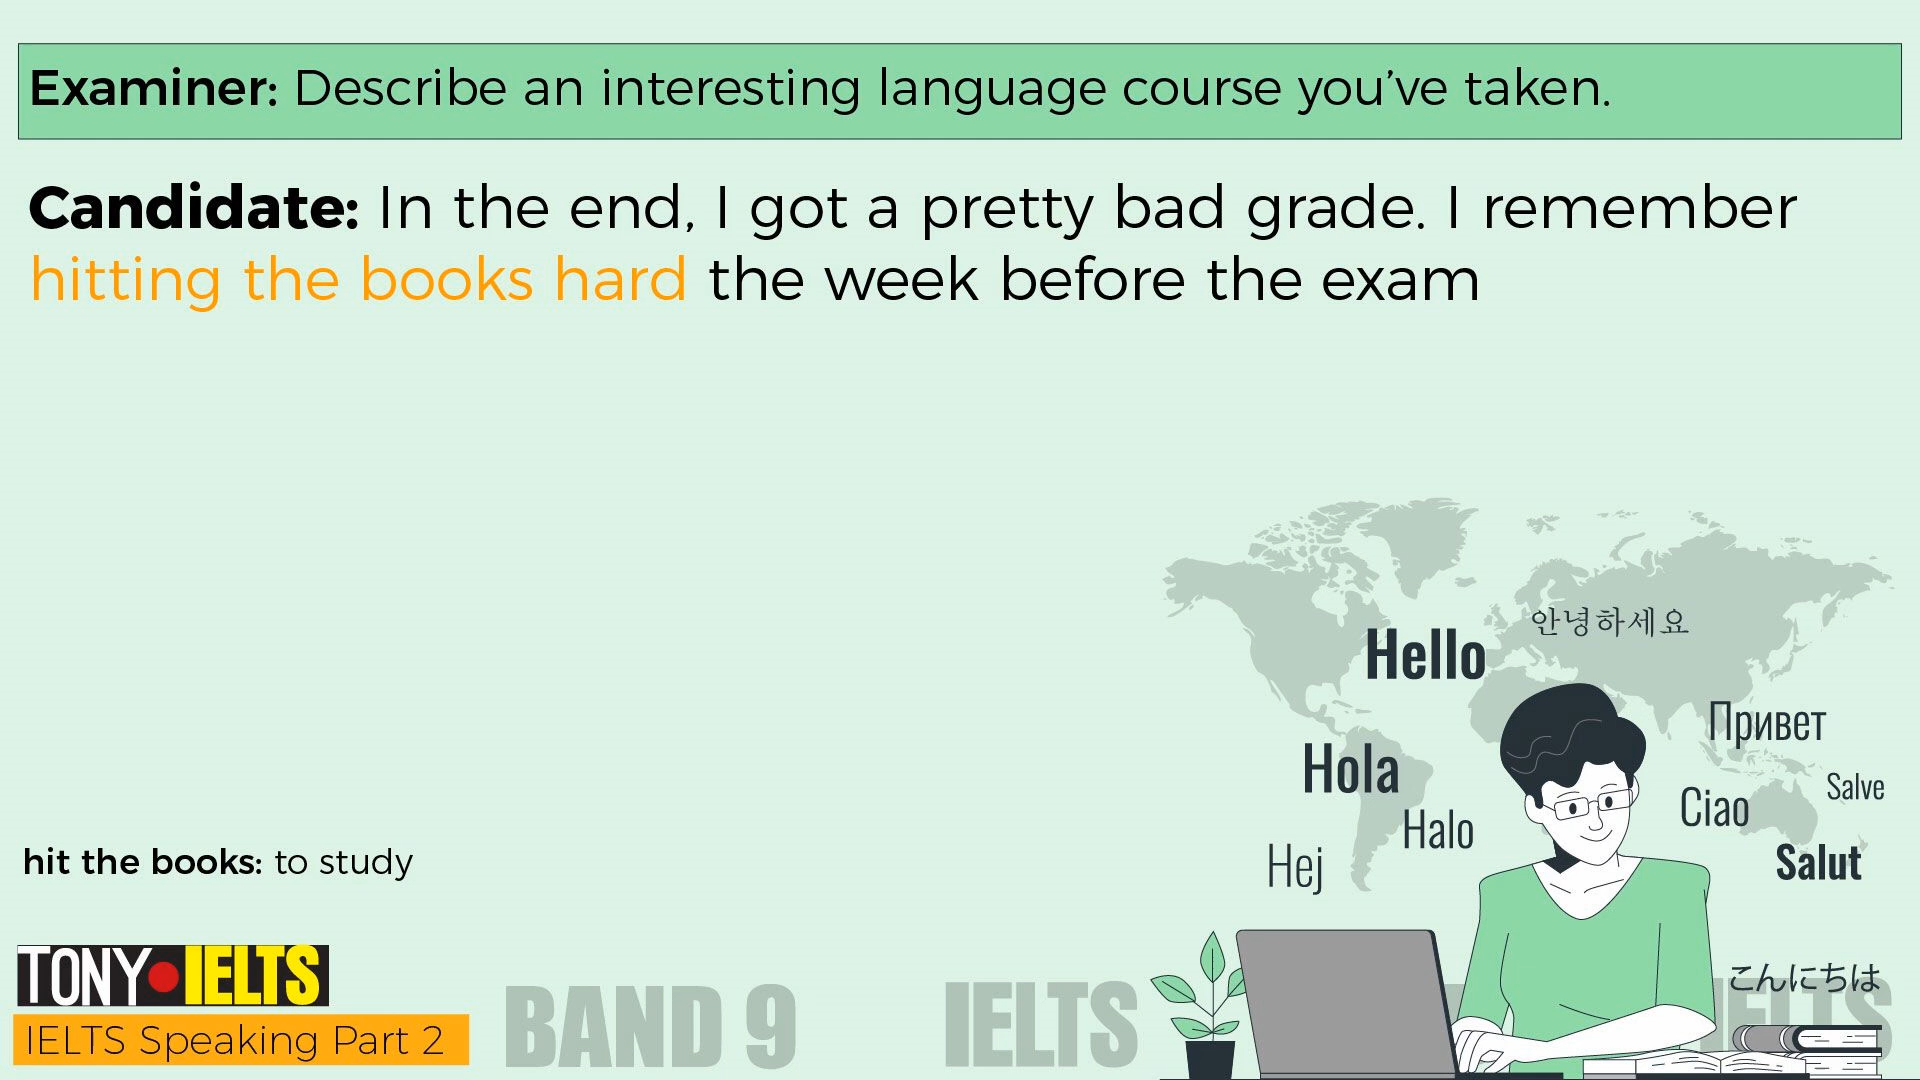 Examiner: Describe an interesting language course you’ve taken.
Candidate: In the end, I got a pretty bad grade. I remember
hitting the books hard the week before the exam
안녕하세요
Hello
Привет
Hola
Salve
Ciao
Halo
Hej
Salut
hit the books: to study
こんにちは
TONY IELTS
IELTS Speaking Part 2
BAND 9
IELTS
IELTS